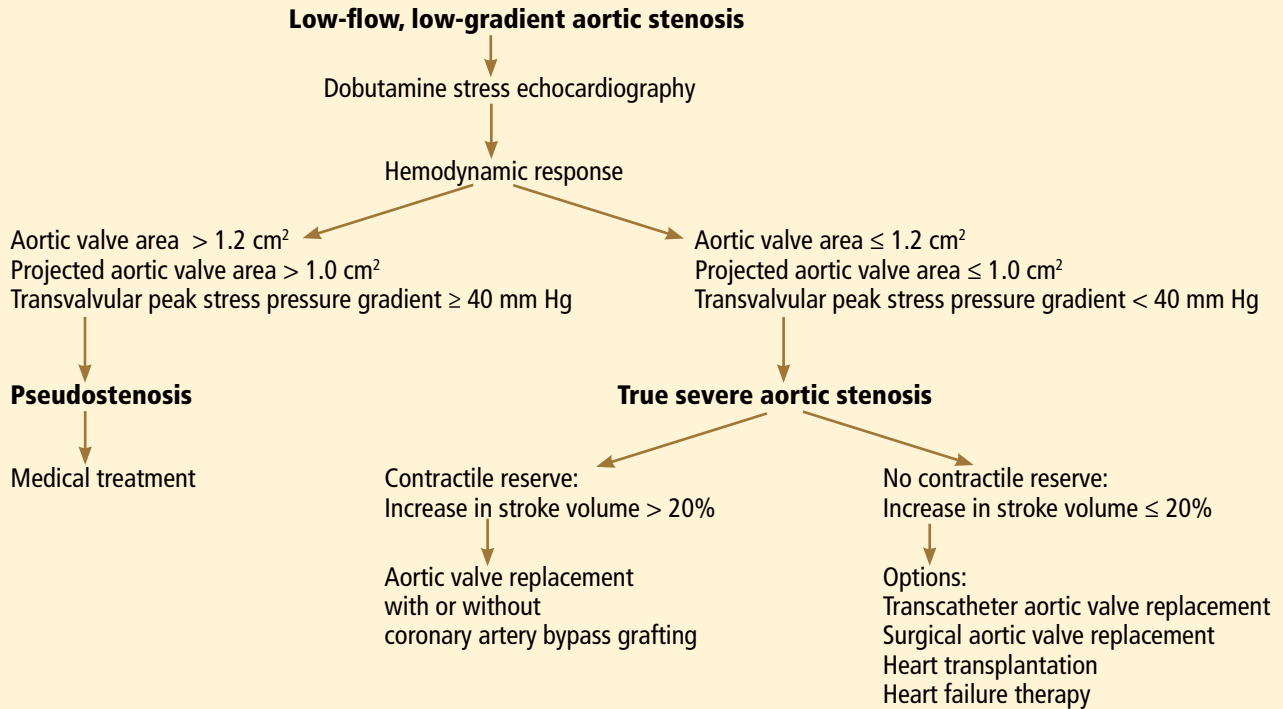 Low-flow, low-gradient aortic stenosis
Dobutamine stress echocardiography
Hemodynamic response
Aortic valve area > 1.2 cm²
Projected aortic valve area > 1.0 cm²
Transvalvular peak stress pressure gradient ≥ 40 mm Hg
Aortic valve area ≤ 1.2 cm²
Projected aortic valve area ≤ 1.0 cm²
Transvalvular peak stress pressure gradient < 40 mm Hg
Pseudostenosis
True severe aortic stenosis
Medical treatment
Contractile reserve:
Increase in stroke volume > 20%
No contractile reserve:
Increase in stroke volume ≤ 20%
Aortic valve replacement
with or without
coronary artery bypass grafting
Options:
Transcatheter aortic valve replacement
Surgical aortic valve replacement
Heart transplantation
Heart failure therapy